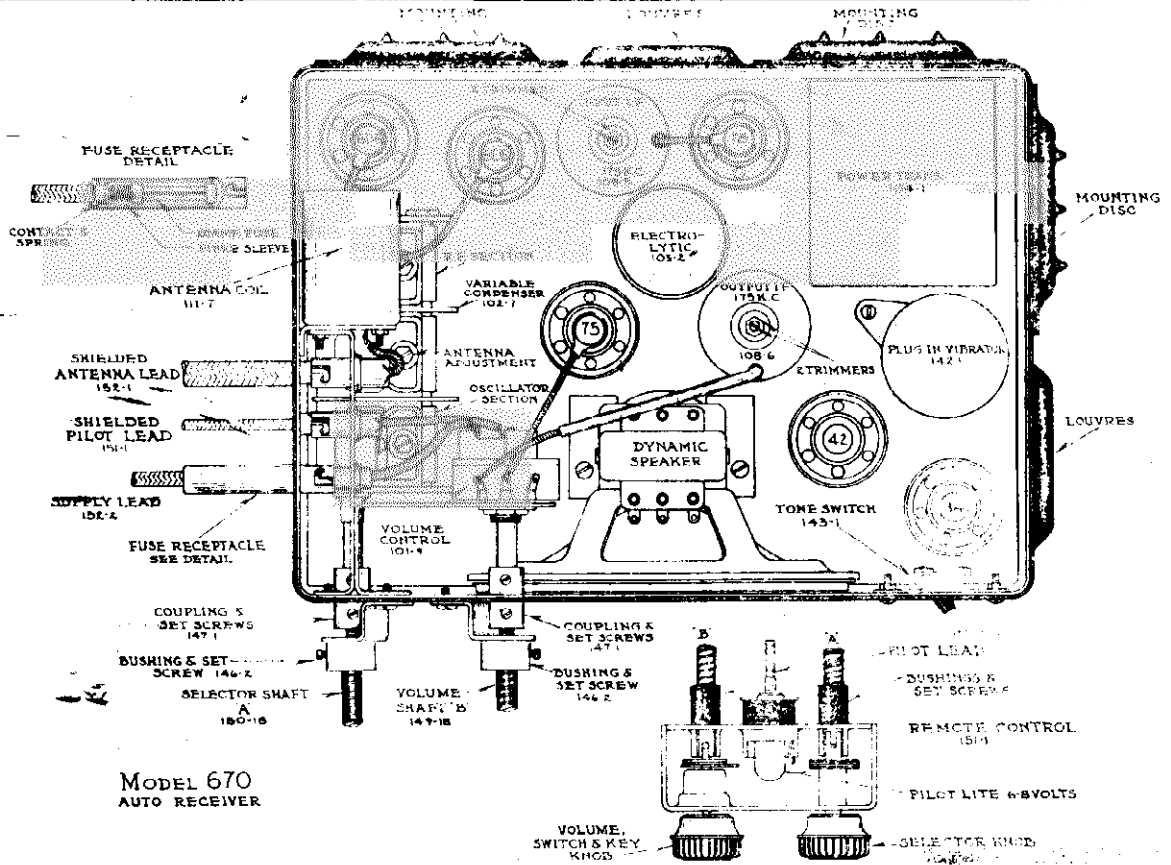 MOUNTING
LOUVRES
MOUNTING
DISC
FUSE RECEPTACLE
DETAIL
CONTACT &
SPRING
SLEEVE
ANTENNA COIL
111-7
R.F. SECTION
VARIABLE
CONDENSER
102-7
ELECTRO-
LYTIC
103-2
POWER TRANS.
MOUNTING
DISC
75
OUTPUT I F
175 K.C
108-6
2 TRIMMERS
PLUG IN VIBRATOR
142-1
SHIELDED
ANTENNA LEAD
152-1
ANTENNA
ADJUSTMENT
OSCILLATOR
SECTION
SHIELDED
PILOT LEAD
151-1
DYNAMIC
SPEAKER
42
LOUVRES
SUPPLY LEAD
152-2
TONE SWITCH
143-1
FUSE RECEPTACLE
SEE DETAIL
VOLUME
CONTROL
101-9
COUPLING &
SET SCREWS
147-1
COUPLING &
SET SCREWS
147-1
BUSHING & SET
SCREW 146-2
BUSHING &
SET SCREW
146-2
SELECTOR SHAFT
A
150-18
VOLUME
SHAFT "B"
149-18
B
A
PILOT LEAD
BUSHINGS &
SET SCREWS
REMOTE CONTROL
PILOT LITE 6-8 VOLTS
MODEL 670
AUTO RECEIVER
VOLUME,
SWITCH & KEY
KNOB
SELECTOR KNOB